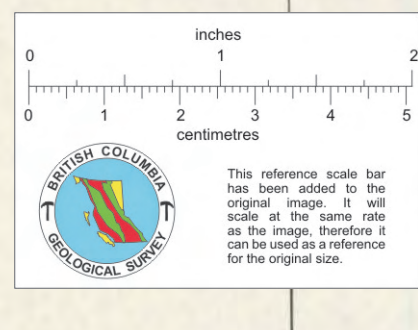 inches
0 1 2
0 1 2 3 4 5
centimetres
BRITISH COLUMBIA
GEOLOGICAL SURVEY
This reference scale bar
has been added to the
original image. It will
scale at the same rate
as the image, therefore it
can be used as a reference
for the original size.